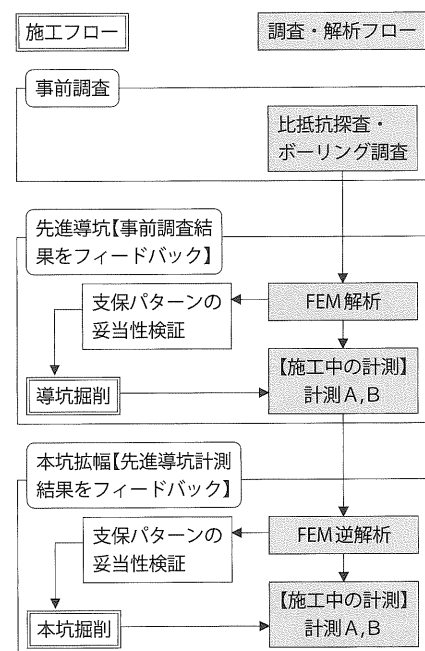 施工フロー
調査・解析フロー
事前調査
比抵抗探査・
ボーリング調査
先進導坑【事前調査結
果をフィードバック】
支保パターンの
妥当性検証
FEM解析
【施工中の計測】
計測A,B
導坑掘削
本坑拡幅【先進導坑計測
結果をフィードバック】
支保パターンの
妥当性検証
FEM逆解析
【施工中の計測】
計測A,B
本坑掘削